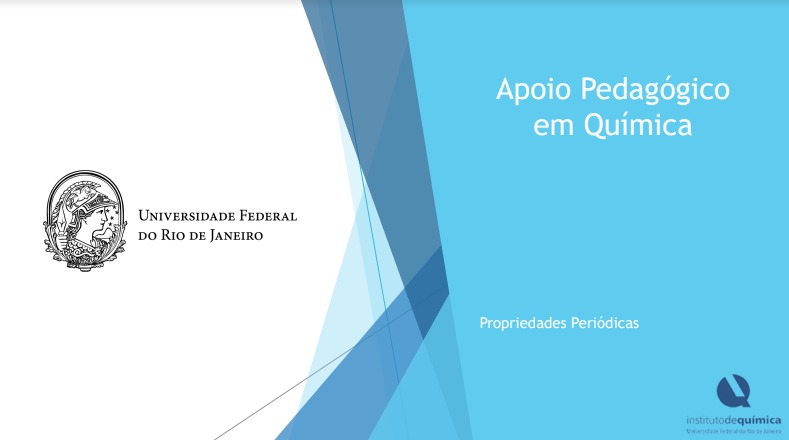 Apoio Pedagógico
em Química
UNIVERSIDADE FEDERAL
DO RIO DE JANEIRO
Propriedades Periódicas
institutodequímica
Universidade Federal do Rio de Janeiro